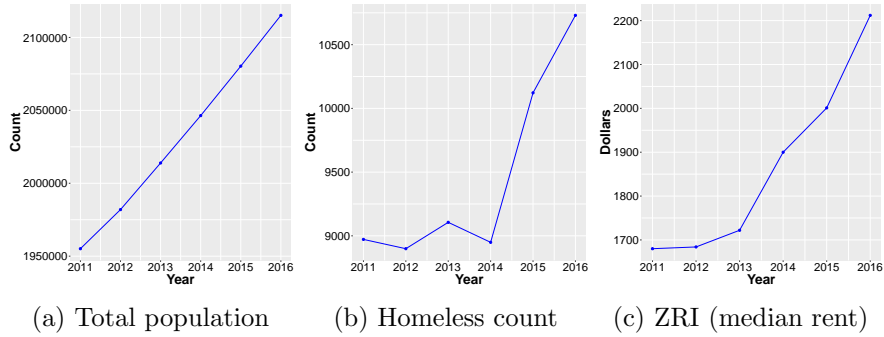 Count
2100000
2050000
2000000
1950000
2011 2012 2013 2014 2015 2016
Year
(a) Total population
Count
10500
10000
9500
9000
2011 2012 2013 2014 2015 2016
Year
(b) Homeless count
Dollars
2200
2100
2000
1900
1800
1700
2011 2012 2013 2014 2015 2016
Year
(c) ZRI (median rent)